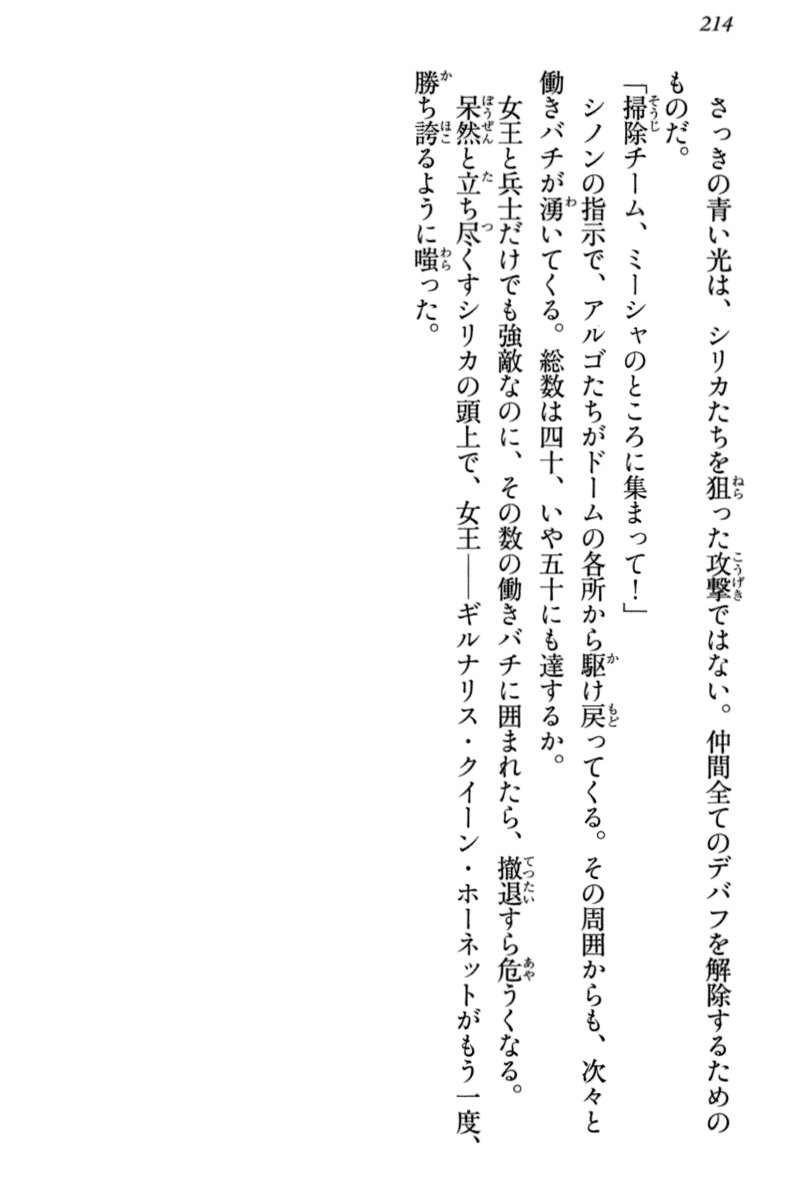 214
さっきの青い光は、シリカたちを狙った攻撃ではない。仲間全てのデバフを解除するための
ものだ。
「掃除チーム、ミーシャのところに集まって！」
シノンの指示で、アルゴたちがドームの各所から駆け戻ってくる。その周囲からも、次々と
働きバチが湧いてくる。総数は四十、いや五十にも達するか。
女王と兵士だけでも強敵なのに、その数の働きバチに囲まれたら、撤退すら危うくなる。
呆然と立ち尽くすシリカの頭上で、女王――ギルナリス・クイーン・ホーネットがもう一度、
勝ち誇るように嗤った。